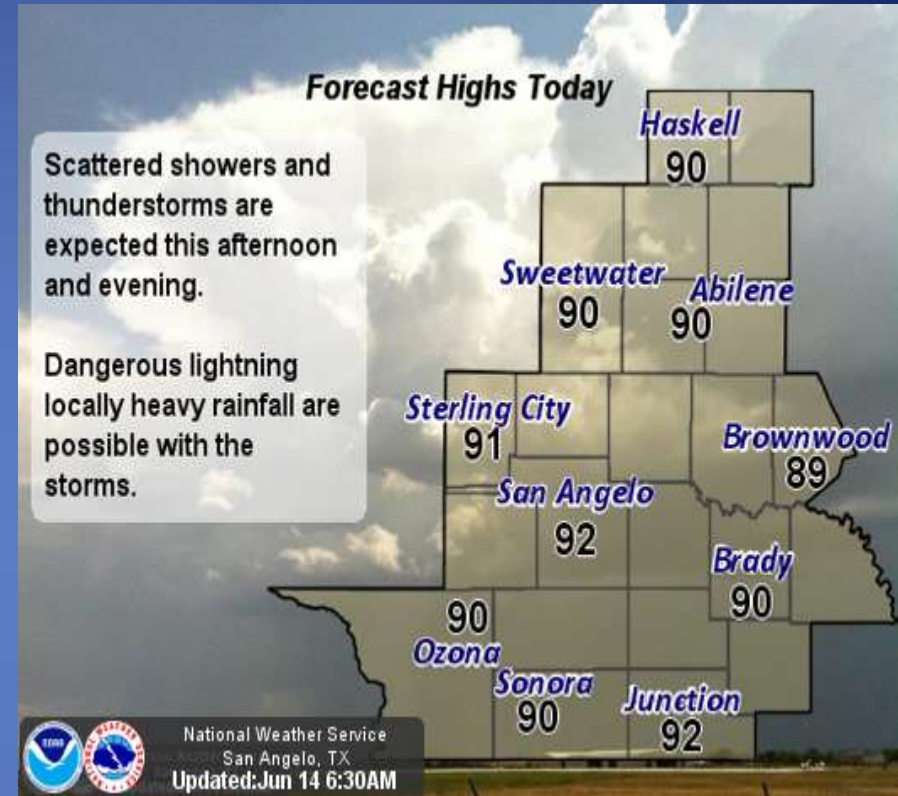 Forecast Highs Today
Scattered showers and
thunderstorms are
expected this afternoon
and evening.
Dangerous lightning
locally heavy rainfall are
possible with the
storms.
Haskell
90
Sweetwater
90
Abilene
90
Sterling City
91
Brownwood
89
San Angelo
92
Brady
90
90
Ozona
Sonora
90
Junction
92
National Weather Service
San Angelo, TX
Updated:Jun 14 6:30AM